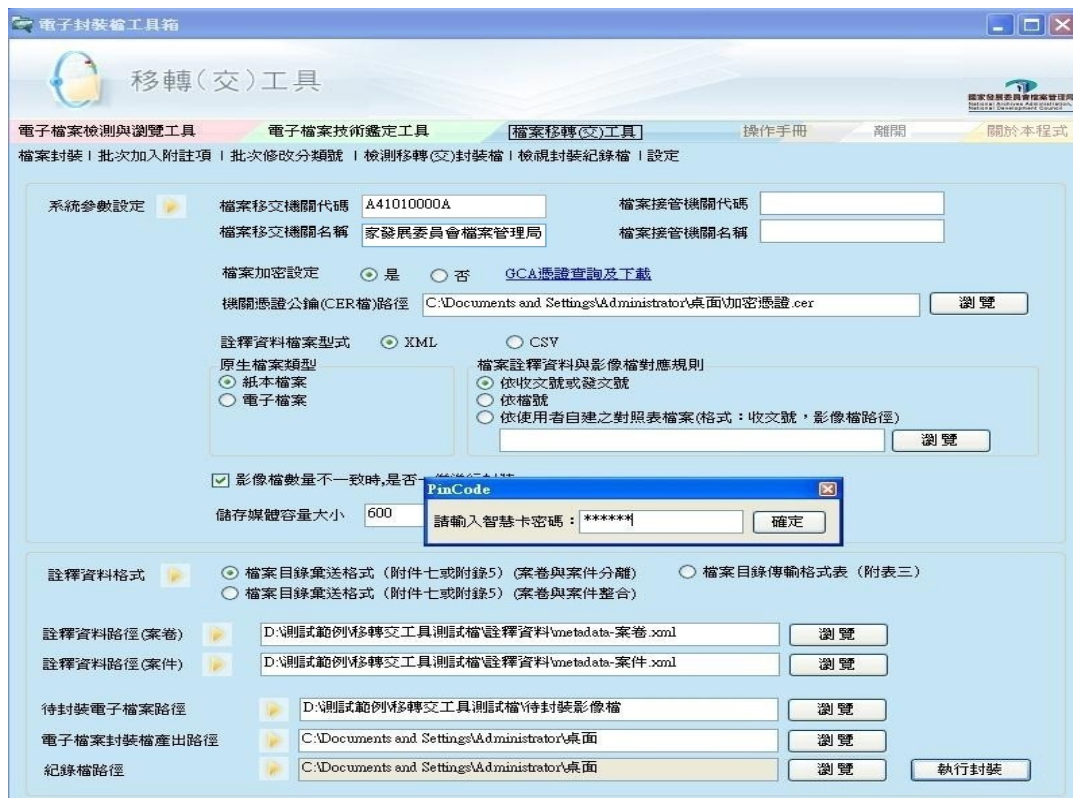 電子封裝檔工具箱
移轉(交)工具
國家發展委員會檔案管理局
National Archives Administration,
National Development Council
電子檔案檢測與瀏覽工具 電子檔案技術鑑定工具 檔案移轉(交)工具 操作手冊 離開 關於本程式
檔案封裝 | 批次加入附註項 | 批次修改分類號 | 檢測移轉(交)封裝檔 | 檢視封裝紀錄檔 | 設定
系統參數設定 檔案移交機關代碼 A41010000A 檔案接管機關代碼
檔案移交機關名稱 家發展委員會檔案管理局 檔案接管機關名稱
檔案加密設定 是 否 GCA憑證查詢及下載
機關憑證公鑰(CER檔)路徑 C:\Documents and Settings\Administrator\桌面\加密憑證.cer 瀏覽
詮釋資料檔案型式 XML CSV
原生檔案類型 檔案詮釋資料與影像檔對應規則
紙本檔案 依收文號或發文號
電子檔案 依檔號
依使用者自建之對照表檔案(格式：收文號，影像檔路徑)
瀏覽
影像檔數量不一致時,是否一
PinCode
儲存媒體容量大小 600 請輸入智慧卡密碼： ****** 確定
詮釋資料格式 檔案目錄彙送格式（附件七或附錄5）(案卷與案件分離) 檔案目錄傳輸格式表（附表三）
檔案目錄彙送格式（附件七或附錄5）(案卷與案件整合)
詮釋資料路徑(案卷) D:\測試範例\移轉交工具測試檔\詮釋資料\metadata-案卷.xml 瀏覽
詮釋資料路徑(案件) D:\測試範例\移轉交工具測試檔\詮釋資料\metadata-案件.xml 瀏覽
待封裝電子檔案路徑 D:\測試範例\移轉交工具測試檔\待封裝影像檔 瀏覽
電子檔案封裝檔產出路徑 C:\Documents and Settings\Administrator\桌面 瀏覽
紀錄檔路徑 C:\Documents and Settings\Administrator\桌面 瀏覽 執行封裝